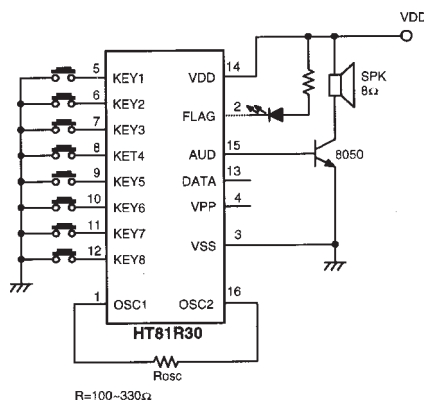 VDD
5 KEY1 VDD 14
SPK
8Ω
6 KEY2
7 KEY3 FLAG 2
8 KET4 AUD 15
8050
9 KEY5 DATA 13
10 KEY6 VPP 4
11 KEY7
12 KEY8 VSS 3
1 OSC1 OSC2 16
HT81R30
Rosc
R=100~330Ω